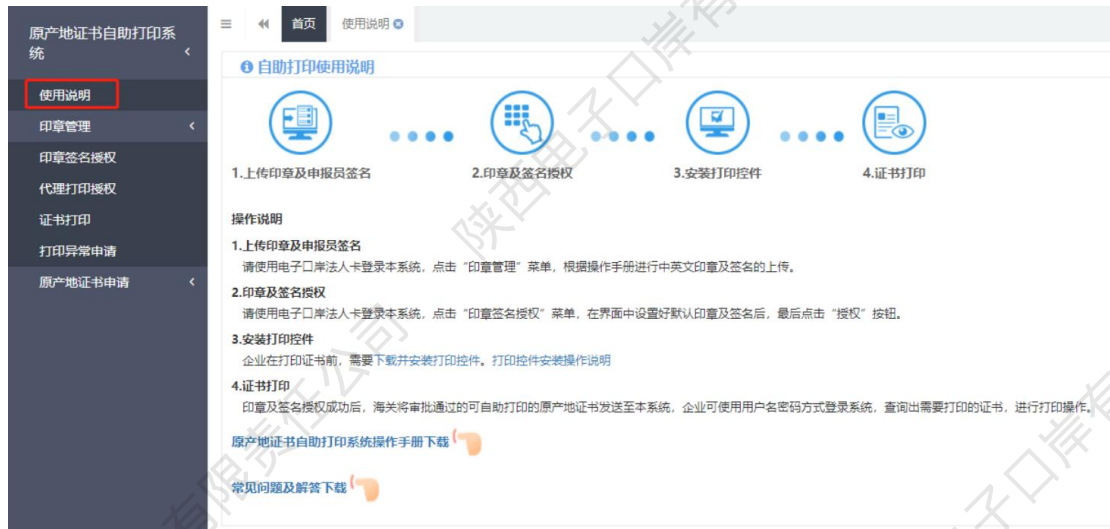 原产地证书自助打印系
统
使用说明
印章管理
印章签名授权
代理打印授权
证书打印
打印异常申请
原产地证书申请
首页 使用说明
自助打印使用说明
1.上传印章及申报员签名 2.印章及签名授权 3.安装打印控件 4.证书打印
操作说明
1.上传印章及申报员签名
请使用电子口岸法人卡登录本系统，点击“印章管理”菜单，根据操作手册进行中英文印章及签名的上传。
2.印章及签名授权
请使用电子口岸法人卡登录本系统，点击“印章签名授权”菜单，在界面中设置好默认印章及签名后，最后点击“授权”按钮。
3.安装打印控件
企业在打印证书前，需要下载并安装打印控件。打印控件安装操作说明
4.证书打印
印章及签名授权成功后，海关将审批通过的可自助打印的原产地证书发送至本系统，企业可使用用户名密码方式登录系统，查询出需要打印的证书，进行打印操作。
原产地证书自助打印系统操作手册下载
常见问题及解答下载
陕西电子口岸有
有限责任公司
子口岸有